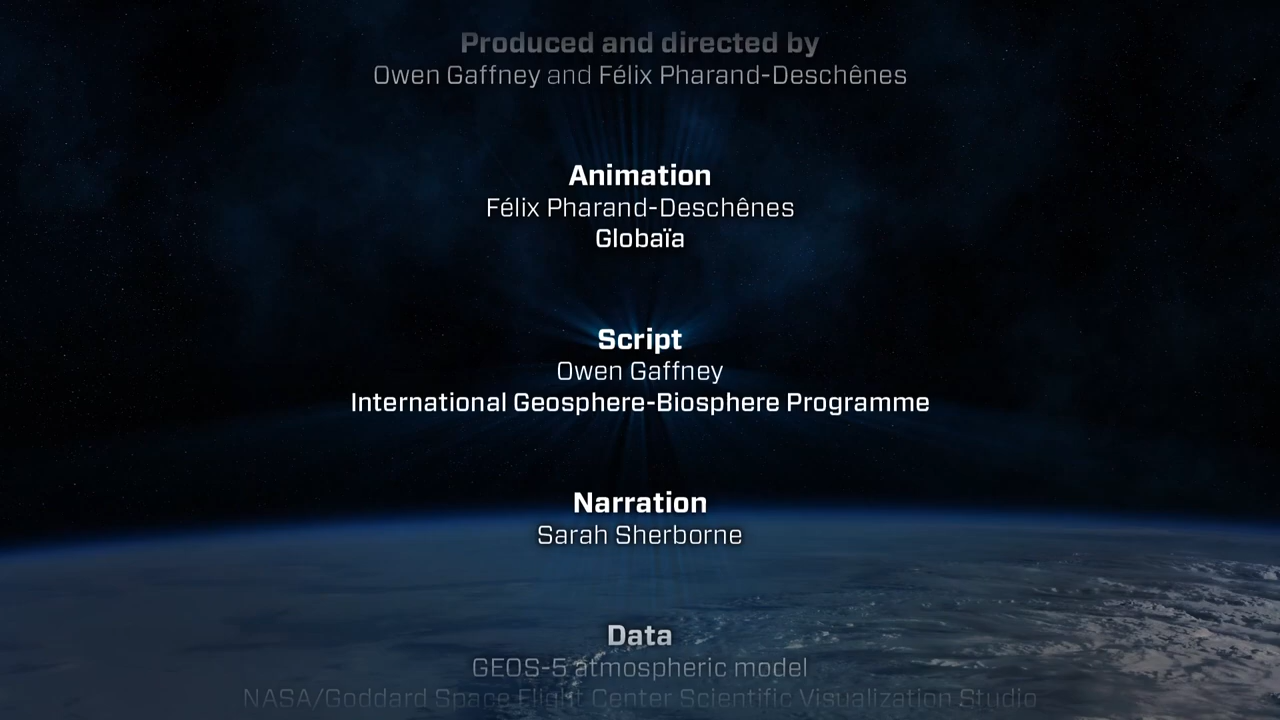 Produced and directed by
Owen Gaffney and Félix Pharand-Deschênes
Animation
Félix Pharand-Deschênes
Globaïa
Script
Owen Gaffney
International Geosphere-Biosphere Programme
Narration
Sarah Sherborne
Data
GEOS-5 atmospheric model
NASA/Goddard Space Flight Center Scientific Visualization Studio